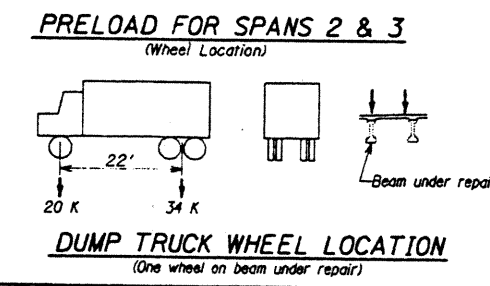 PRELOAD FOR SPANS 2 & 3
(Wheel Location)
22'
20 K
34 K
Beam under repai
DUMP TRUCK WHEEL LOCATION
(One wheel on beam under repair)